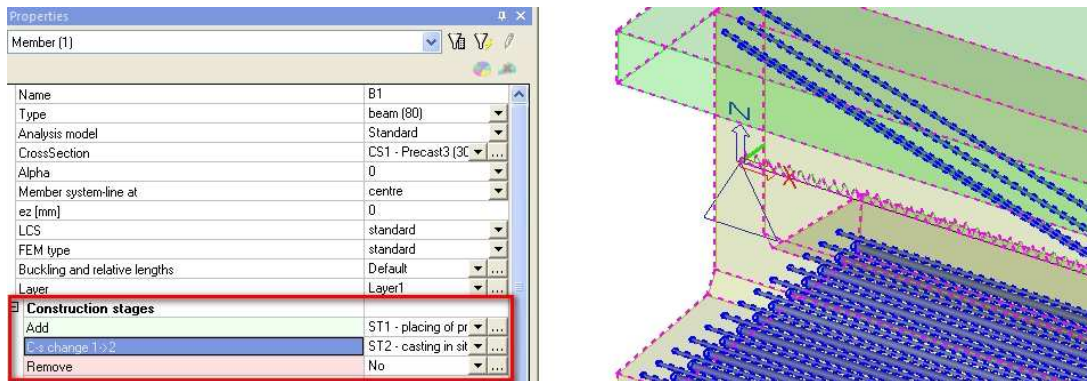 Properties
Member (1)
Name B1
Type beam (80)
Analysis model Standard
CrossSection CS1 - Precast3 (30
Alpha 0
Member system-line at centre
ez [mm] 0
LCS standard
FEM type standard
Buckling and relative lengths Default
Layer Layer1
Construction stages
Add ST1 - placing of pr
C-s change 1->2 ST2 - casting in sit
Remove No
Z
X